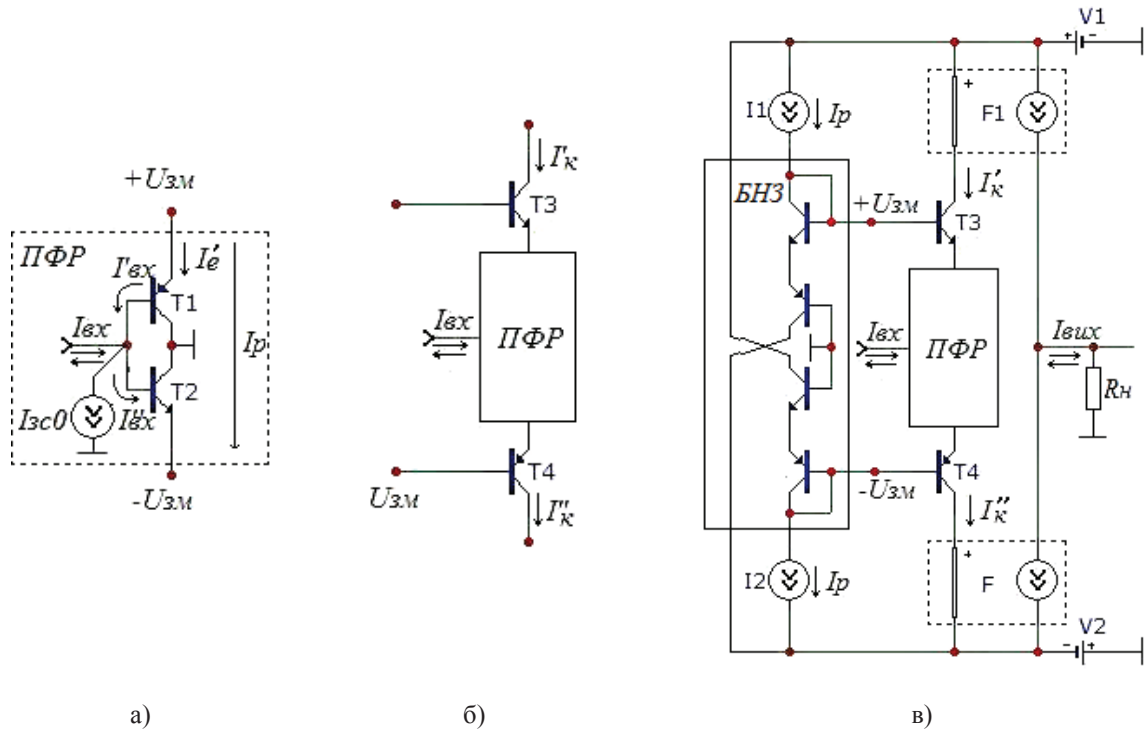 +Uзм
ПФР
I'е
I'вх
T1
Iвх
Iр
T2
Iзс0
I''вх
-Uзм
а)
I'к
T3
Iвх
ПФР
T4
Uзм
I''к
б)
V1
+ -
I1
Iр
+
F1
БНЗ
+Uзм
I'к
T3
Iвх
ПФР
Iвих
Rн
-Uзм
T4
I''к
I2
Iр
+
F
V2
- +
в)